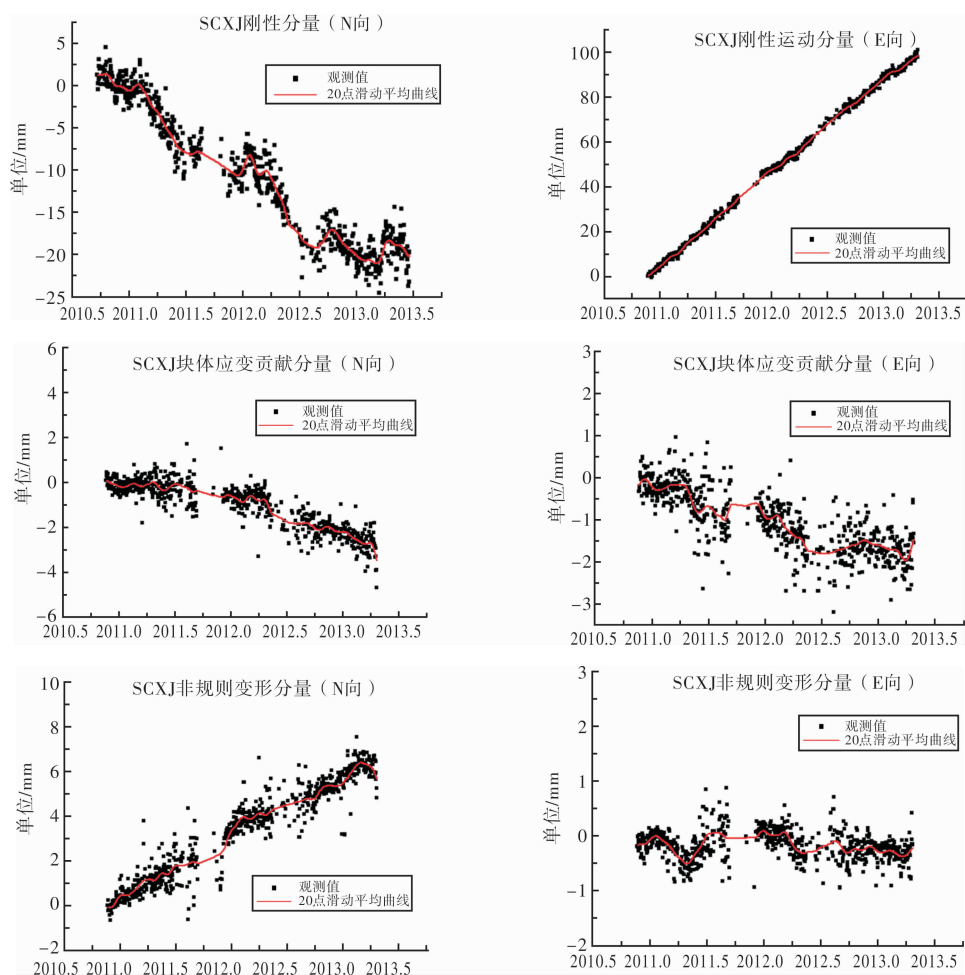 SCXJ刚性分量（N向）
5
0
−5
−10
−15
−20
−25
单位/mm
观测值
20点滑动平均曲线
2010.5 2011.0 2011.5 2012.0 2012.5 2013.0 2013.5
SCXJ刚性运动分量（E向）
100
80
60
40
20
0
单位/mm
观测值
20点滑动平均曲线
2010.5 2011.0 2011.5 2012.0 2012.5 2013.0 2013.5
SCXJ块体应变贡献分量（N向）
6
4
2
0
−2
−4
−6
单位/mm
观测值
20点滑动平均曲线
2010.5 2011.0 2011.5 2012.0 2012.5 2013.0 2013.5
SCXJ块体应变贡献分量（E向）
3
2
1
0
−1
−2
−3
单位/mm
观测值
20点滑动平均曲线
2010.5 2011.0 2011.5 2012.0 2012.5 2013.0 2013.5
SCXJ非规则变形分量（N向）
10
8
6
4
2
0
−2
单位/mm
观测值
20点滑动平均曲线
2010.5 2011.0 2011.5 2012.0 2012.5 2013.0 2013.5
SCXJ非规则变形分量（E向）
3
2
1
0
−1
−2
单位/mm
观测值
20点滑动平均曲线
2010.5 2011.0 2011.5 2012.0 2012.5 2013.0 2013.5